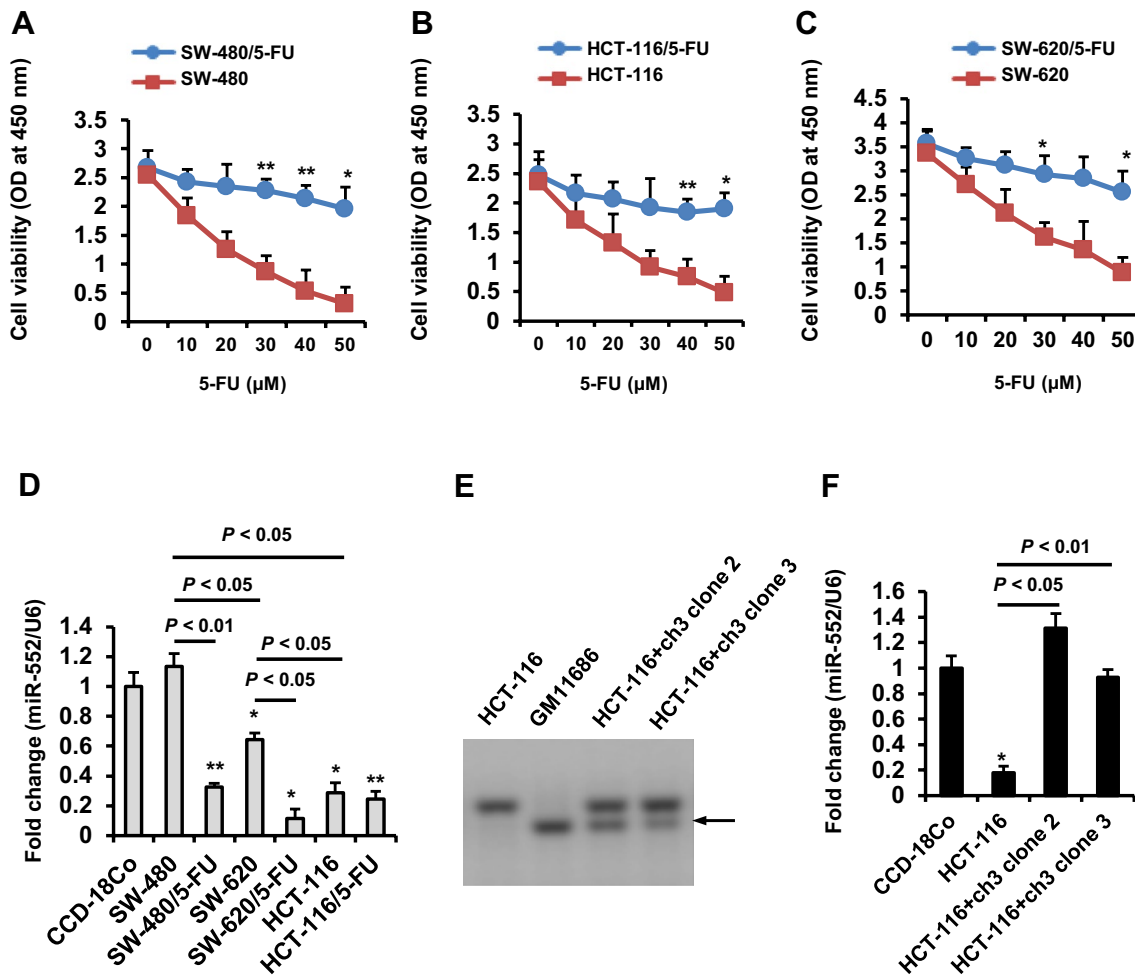 A
SW-480/5-FU
SW-480
Cell viability (OD at 450 nm)
3.5
3
2.5
2
1.5
1
0.5
0
** ** *
0 10 20 30 40 50
5-FU (µM)
B
HCT-116/5-FU
HCT-116
Cell viability (OD at 450 nm)
3.5
3
2.5
2
1.5
1
0.5
0
** *
0 10 20 30 40 50
5-FU (µM)
C
SW-620/5-FU
SW-620
Cell viability (OD at 450 nm)
4.5
4
3.5
3
2.5
2
1.5
1
0.5
0
* *
0 10 20 30 40 50
5-FU (µM)
D
P < 0.05
P < 0.05
P < 0.01
P < 0.05
P < 0.05
Fold change (miR-552/U6)
1.4
1.2
1
0.8
0.6
0.4
0.2
0
** * * * **
CCD-18Co
SW-480
SW-480/5-FU
SW-620
SW-620/5-FU
HCT-116
HCT-116/5-FU
E
HCT-116
GM11686
HCT-116+ch3 clone 2
HCT-116+ch3 clone 3
F
P < 0.01
P < 0.05
Fold change (miR-552/U6)
1.6
1.4
1.2
1
0.8
0.6
0.4
0.2
0
*
CCD-18Co
HCT-116
HCT-116+ch3 clone 2
HCT-116+ch3 clone 3